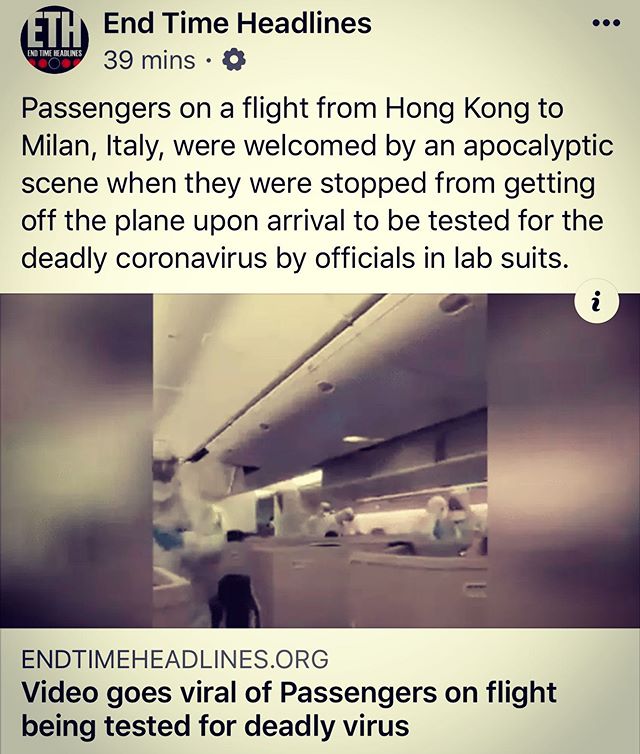 ETH
END TIME HEADLINES
End Time Headlines
39 mins ·
Passengers on a flight from Hong Kong to
Milan, Italy, were welcomed by an apocalyptic
scene when they were stopped from getting
off the plane upon arrival to be tested for the
deadly coronavirus by officials in lab suits.
i
ENDTIMEHEADLINES.ORG
Video goes viral of Passengers on flight
being tested for deadly virus